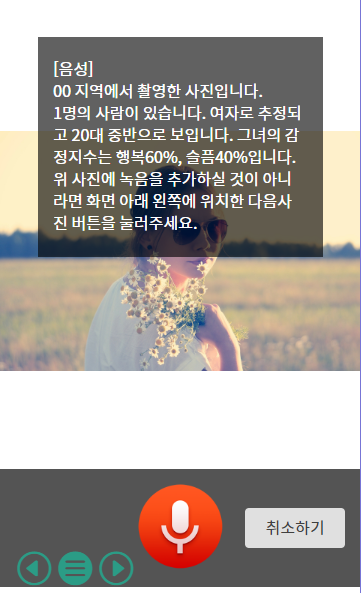 [음성]
00 지역에서 촬영한 사진입니다.
1명의 사람이 있습니다. 여자로 추정되
고 20대 중반으로 보입니다. 그녀의 감
정지수는 행복60%, 슬픔40%입니다.
위 사진에 녹음을 추가하실 것이 아니
라면 화면 아래 왼쪽에 위치한 다음사
진 버튼을 눌러주세요.
취소하기